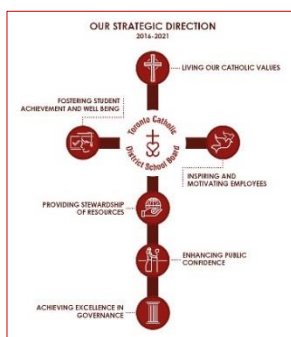 OUR STRATEGIC DIRECTION
2016-2021
LIVING OUR CATHOLIC VALUES
FOSTERING STUDENT
ACHIEVEMENT AND WELL BEING
Toronto Catholic
District School Board
INSPIRING AND
MOTIVATING EMPLOYEES
PROVIDING STEWARDSHIP
OF RESOURCES
ENHANCING PUBLIC
CONFIDENCE
ACHIEVING EXCELLENCE IN
GOVERNANCE